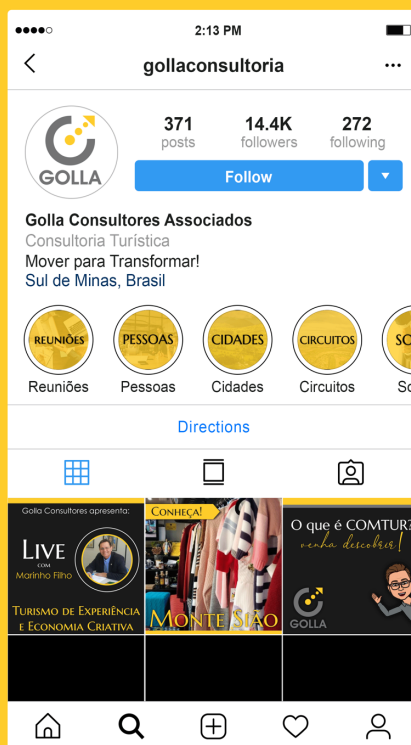 2:13 PM
gollaconsultoria
GOLLA
371
posts
14.4K
followers
272
following
Follow
Golla Consultores Associados
Consultoria Turística
Mover para Transformar!
Sul de Minas, Brasil
REUNIÕES
PESSOAS
CIDADES
CIRCUITOS
SO
Reuniões
Pessoas
Cidades
Circuitos
So
Directions
Golla Consultores apresenta:
LIVE
COM
Marinho Filho
TURISMO DE EXPERIÊNCIA
E ECONOMIA CRIATIVA
CONHEÇA!
MONTE SIÃO
O que é COMTUR?
venha descobrir!
GOLLA